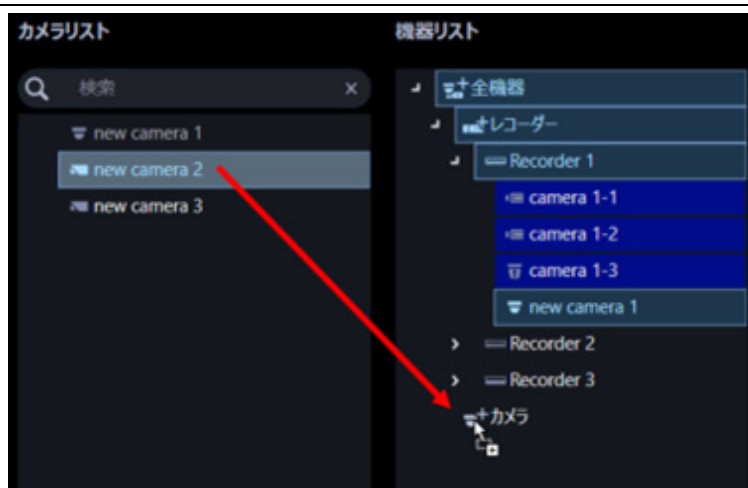 カメラリスト
検索
new camera 1
new camera 2
new camera 3
機器リスト
全機器
レコーダー
Recorder 1
camera 1-1
camera 1-2
camera 1-3
new camera 1
Recorder 2
Recorder 3
カメラ